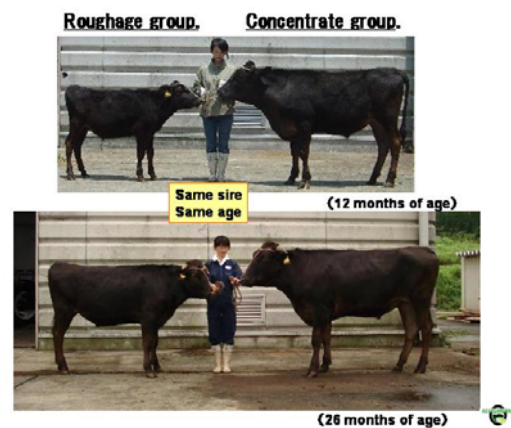 Roughage group.
Concentrate group.
Same sire
Same age
(12 months of age)
(26 months of age)